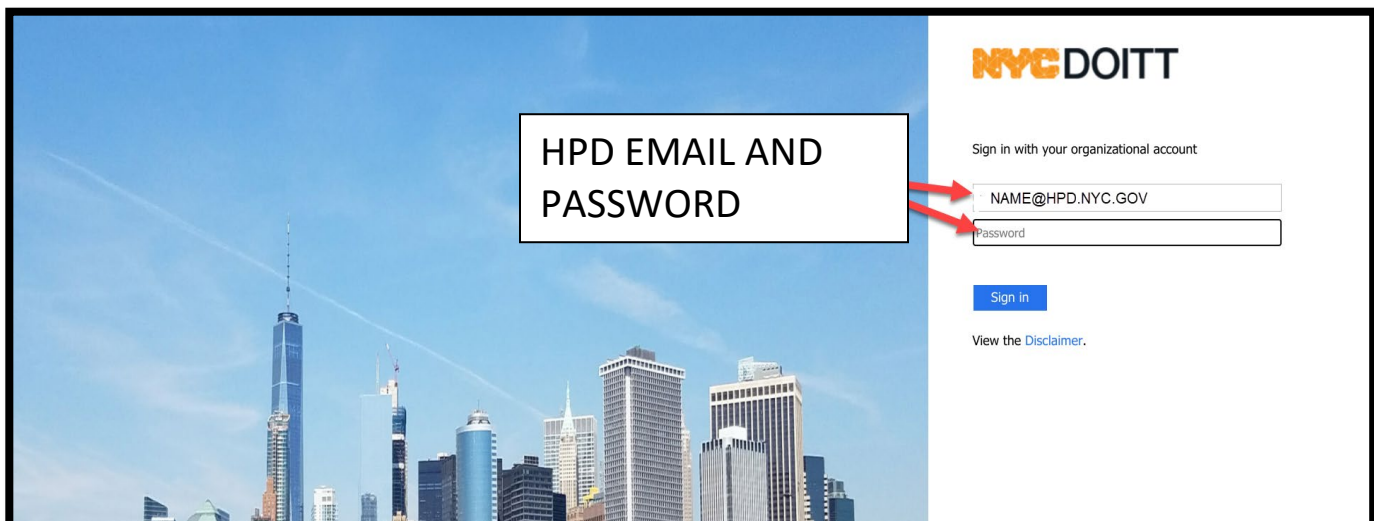 NYC DOITT
HPD EMAIL AND
PASSWORD
Sign in with your organizational account
NAME@HPD.NYC.GOV
Password
Sign in
View the Disclaimer.